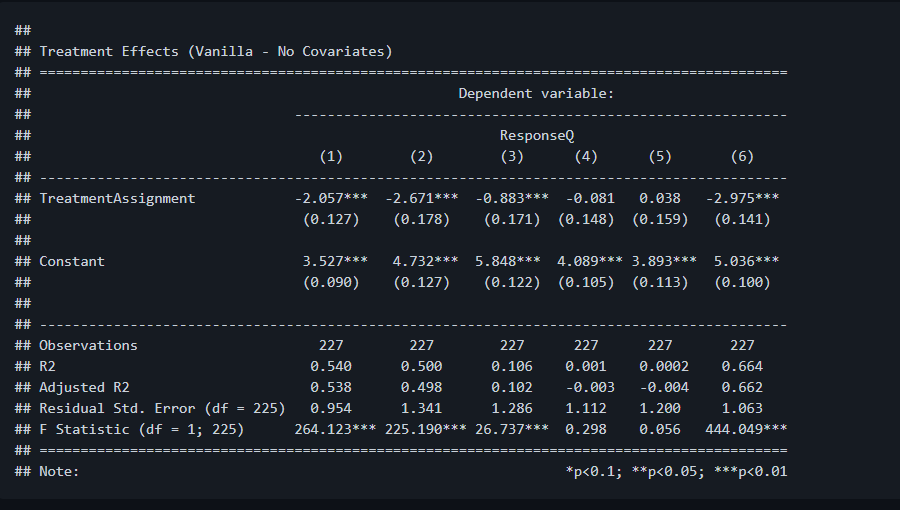 ##
## Treatment Effects (Vanilla - No Covariates)
## ===========================================================================================
##                                                    Dependent variable:
##                                ------------------------------------------------------------
##                                                         ResponseQ
##                                   (1)        (2)        (3)      (4)      (5)       (6)
## -------------------------------------------------------------------------------------------
## TreatmentAssignment            -2.057***  -2.671***  -0.883***  -0.081   0.038   -2.975***
##                                 (0.127)    (0.178)    (0.171)  (0.148)  (0.159)   (0.141)
##
## Constant                        3.527***   4.732***  5.848*** 4.089*** 3.893***  5.036***
##                                 (0.090)    (0.127)    (0.122)  (0.105)  (0.113)   (0.100)
##
## -------------------------------------------------------------------------------------------
## Observations                      227        227        227      227      227       227
## R2                               0.540      0.500      0.106    0.001    0.0002    0.664
## Adjusted R2                      0.538      0.498      0.102    -0.003   -0.004    0.662
## Residual Std. Error (df = 225)   0.954      1.341      1.286    1.112    1.200     1.063
## F Statistic (df = 1; 225)      264.123*** 225.190*** 26.737***  0.298    0.056   444.049***
## ===========================================================================================
## Note:                                                           *p<0.1; **p<0.05; ***p<0.01